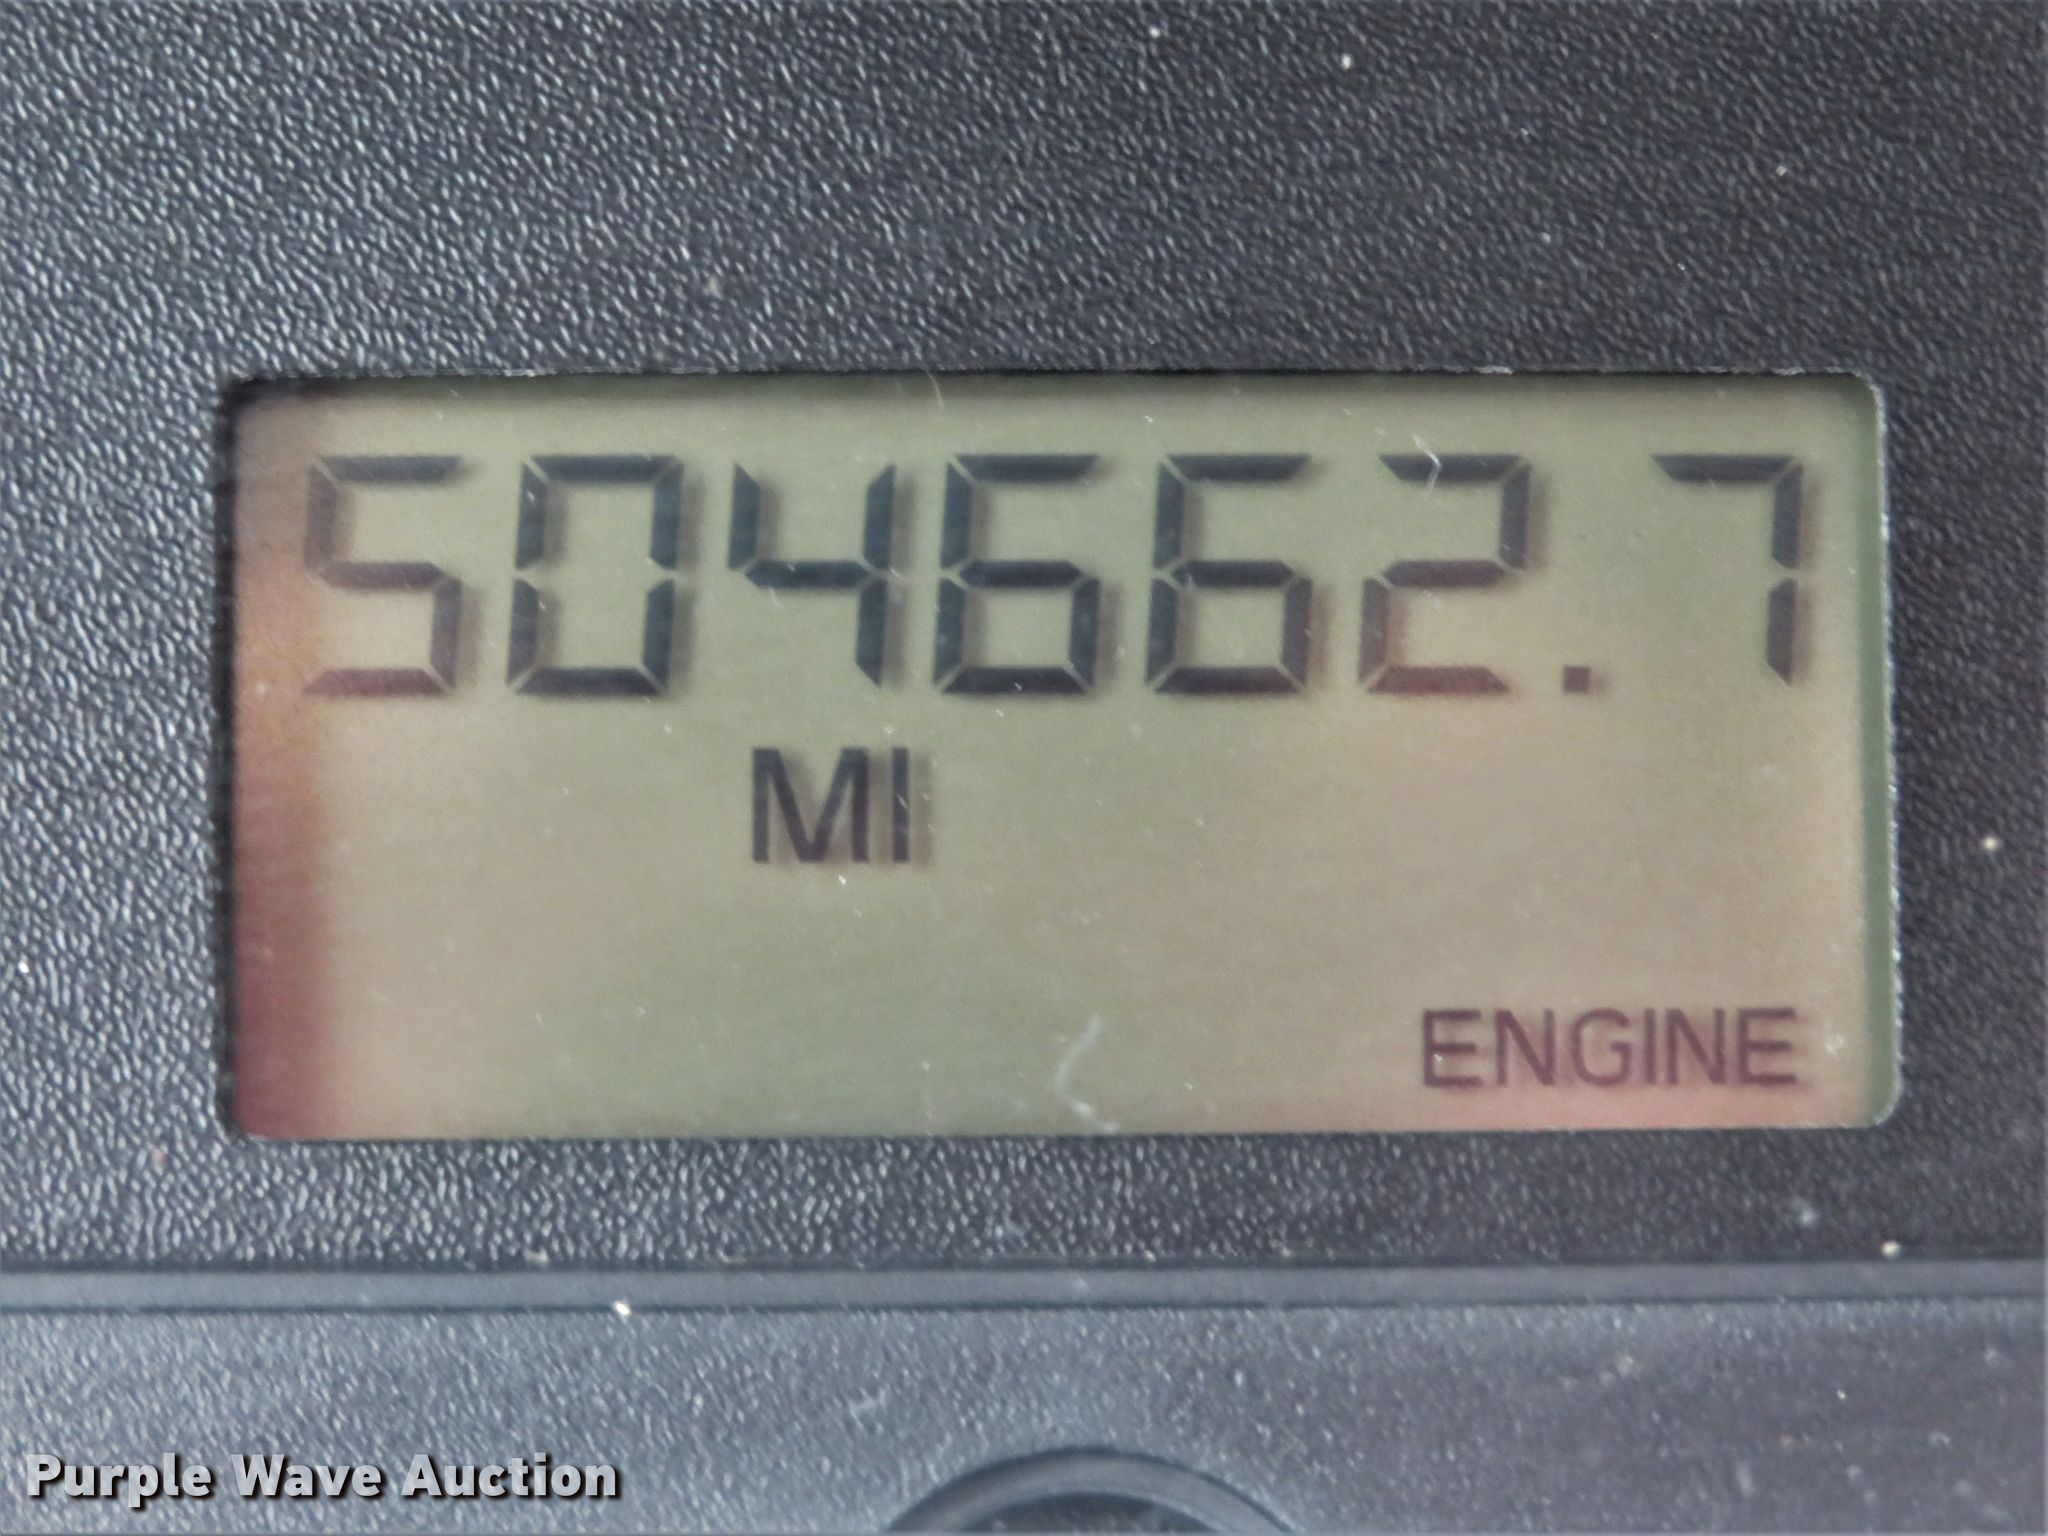 504662.7
MI
ENGINE
Purple Wave Auction